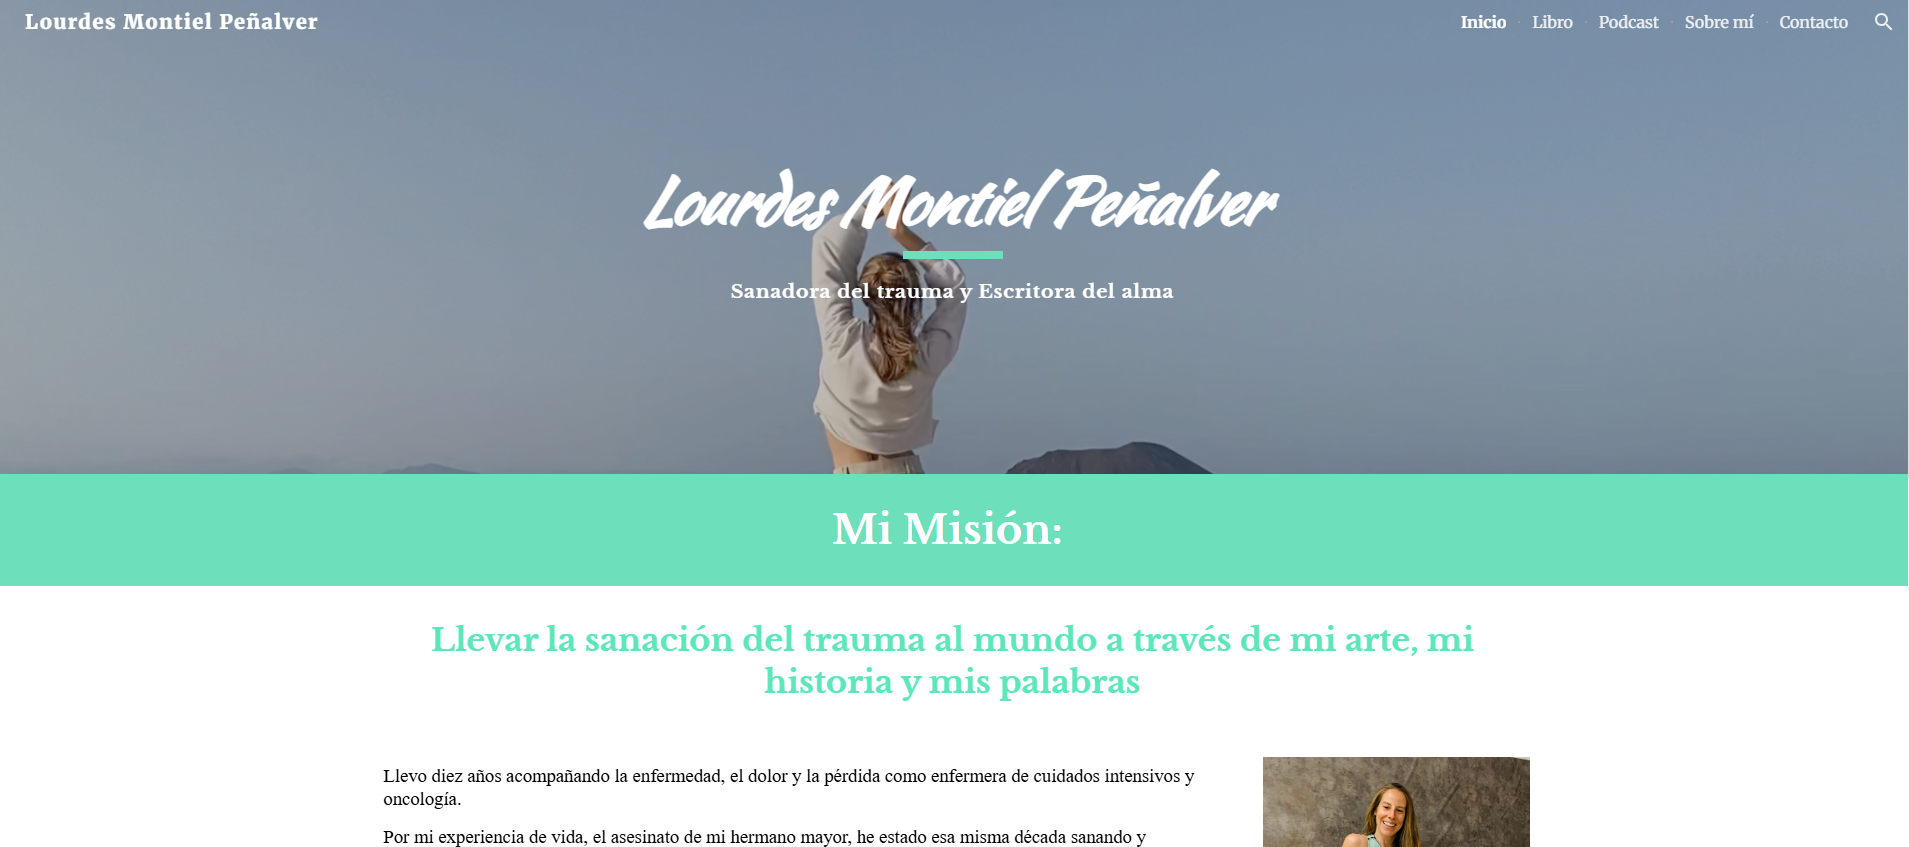 Lourdes Montiel Peñalver
Inicio
Libro
Podcast
Sobre mí
Contacto
Lourdes Montiel Peñalver
Sanadora del trauma y Escritora del alma
Mi Misión:
Llevar la sanación del trauma al mundo a través de mi arte, mi
historia y mis palabras
Llevo diez años acompañando la enfermedad, el dolor y la pérdida como enfermera de cuidados intensivos y
oncología.
Por mi experiencia de vida, el asesinato de mi hermano mayor, he estado esa misma década sanando y